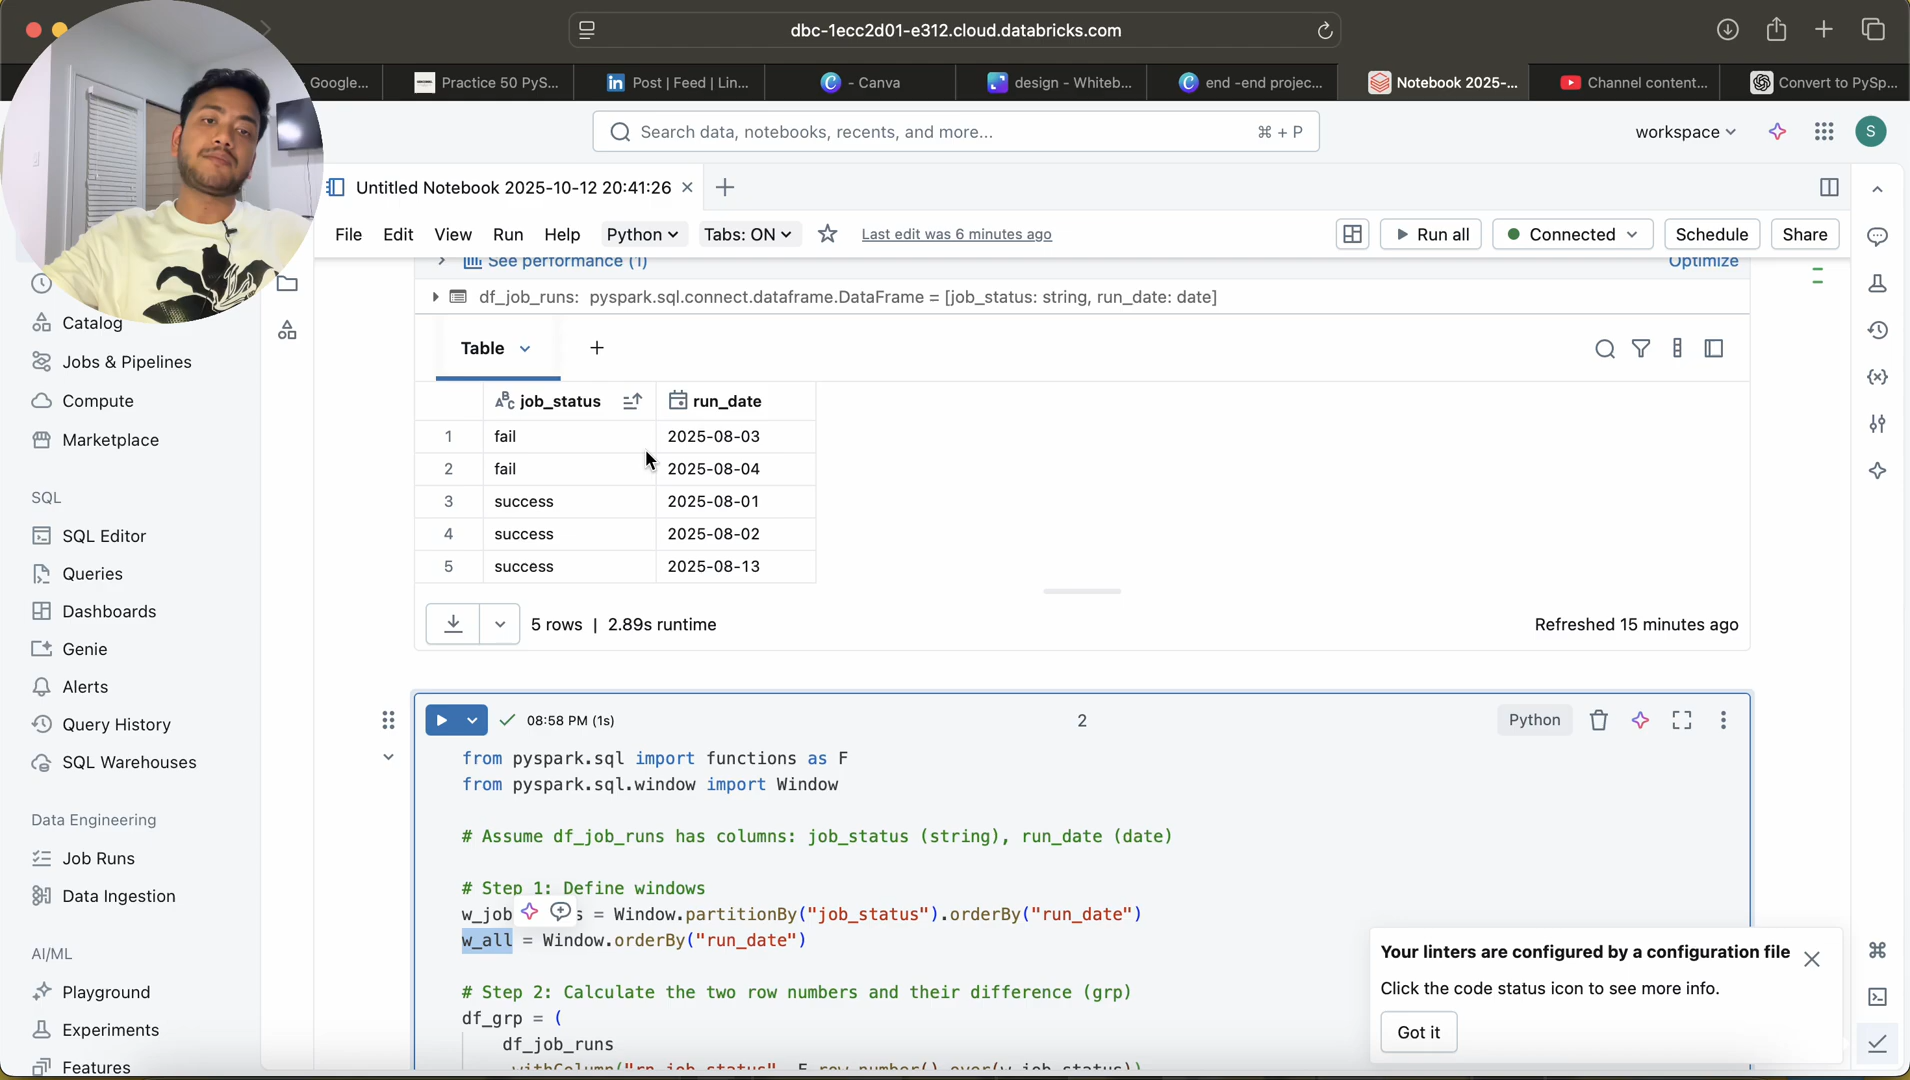 dbc-1ecc2d01-e312.cloud.databricks.com
Google...
Practice 50 PyS...
Post | Feed | Lin...
- Canva
design - Whiteb...
end -end projec...
Notebook 2025-...
Channel content...
Convert to PySp...
Search data, notebooks, recents, and more...
⌘ + P
workspace
S
Untitled Notebook 2025-10-12 20:41:26
File
Edit
View
Run
Help
Python
Tabs: ON
Last edit was 6 minutes ago
Run all
Connected
Schedule
Share
Catalog
Jobs & Pipelines
Compute
Marketplace
SQL
SQL Editor
Queries
Dashboards
Genie
Alerts
Query History
SQL Warehouses
Data Engineering
Job Runs
Data Ingestion
AI/ML
Playground
Experiments
Features
See performance (1)
Optimize
df_job_runs: pyspark.sql.connect.dataframe.DataFrame = [job_status: string, run_date: date]
Table
job_status run_date
1 fail 2025-08-03
2 fail 2025-08-04
3 success 2025-08-01
4 success 2025-08-02
5 success 2025-08-13
5 rows | 2.89s runtime
Refreshed 15 minutes ago
08:58 PM (1s)
2
Python
from pyspark.sql import functions as F
from pyspark.sql.window import Window
# Assume df_job_runs has columns: job_status (string), run_date (date)
# Step 1: Define windows
w_job s = Window.partitionBy("job_status").orderBy("run_date")
w_all = Window.orderBy("run_date")
# Step 2: Calculate the two row numbers and their difference (grp)
df_grp = (
df_job_runs
.withColumn("rn_job_status", F.row_number().over(w_job_status))
Your linters are configured by a configuration file
Click the code status icon to see more info.
Got it